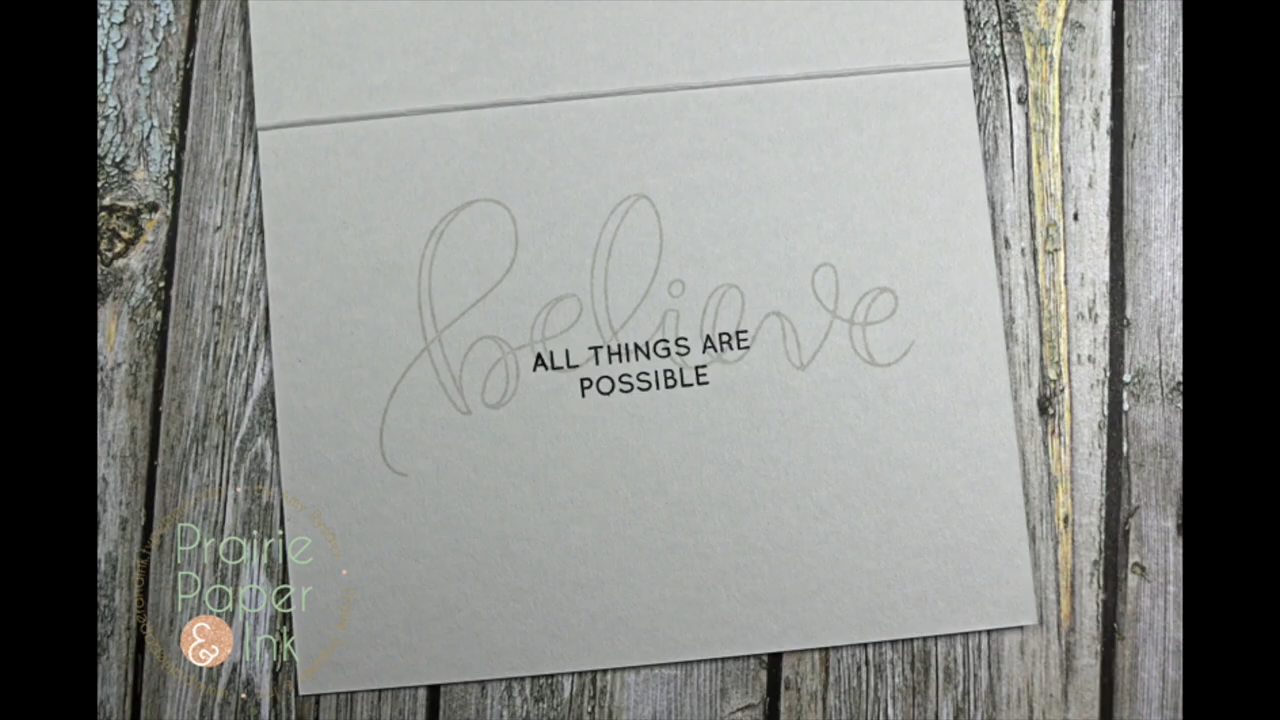 believe
ALL THINGS ARE
POSSIBLE
Prairie
Paper
& Ink